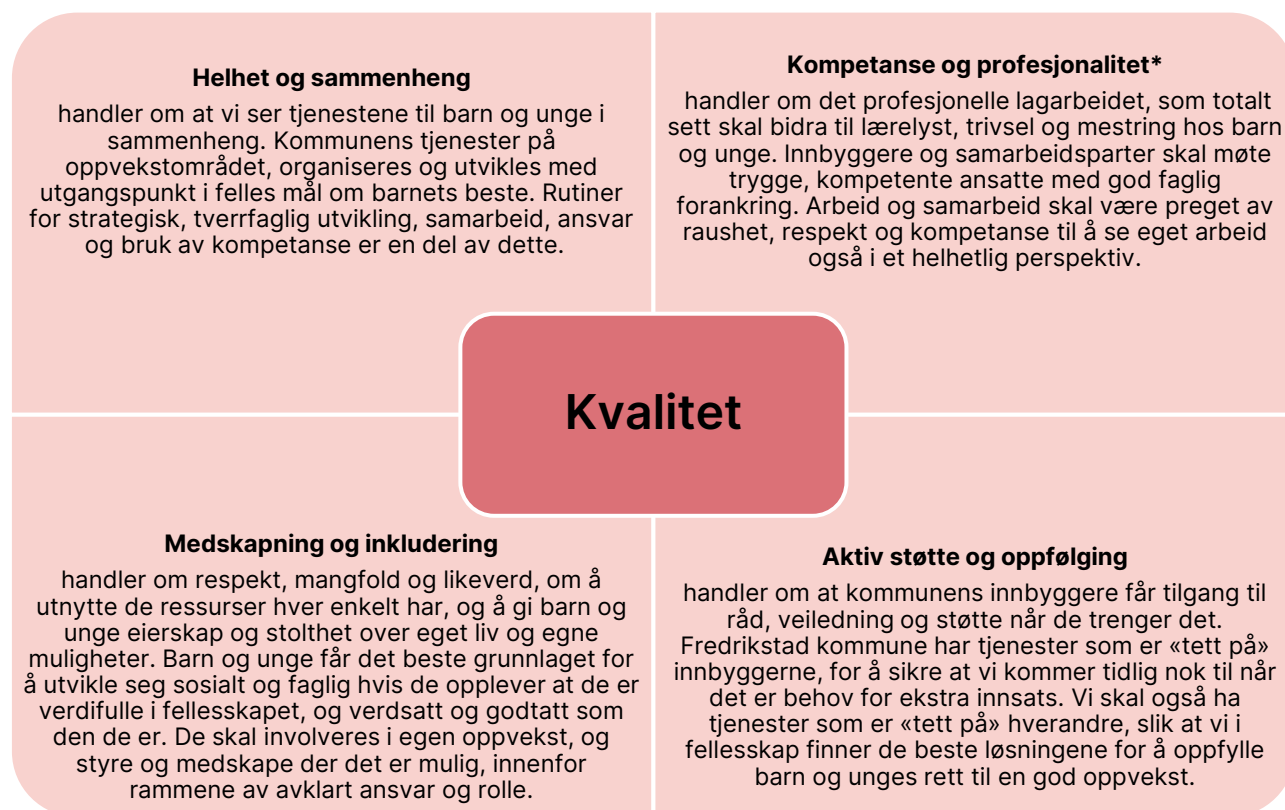 Helhet og sammenheng
handler om at vi ser tjenestene til barn og unge i
sammenheng. Kommunens tjenester på
oppvekstområdet, organiseres og utvikles med
utgangspunkt i felles mål om barnets beste. Rutiner
for strategisk, tverrfaglig utvikling, samarbeid, ansvar
og bruk av kompetanse er en del av dette.
Kompetanse og profesjonalitet*
handler om det profesjonelle lagarbeidet, som totalt
sett skal bidra til lærelyst, trivsel og mestring hos barn
og unge. Innbyggere og samarbeidsparter skal møte
trygge, kompetente ansatte med god faglig
forankring. Arbeid og samarbeid skal være preget av
raushet, respekt og kompetanse til å se eget arbeid
også i et helhetlig perspektiv.
Kvalitet
Medskapning og inkludering
handler om respekt, mangfold og likeverd, om å
utnytte de ressurser hver enkelt har, og å gi barn og
unge eierskap og stolthet over eget liv og egne
muligheter. Barn og unge får det beste grunnlaget for
å utvikle seg sosialt og faglig hvis de opplever at de er
verdifulle i fellesskapet, og verdsatt og godtatt som
den de er. De skal involveres i egen oppvekst, og
styre og medskape der det er mulig, innenfor
rammene av avklart ansvar og rolle.
Aktiv støtte og oppfølging
handler om at kommunens innbyggere får tilgang til
råd, veiledning og støtte når de trenger det.
Fredrikstad kommune har tjenester som er «tett på»
innbyggerne, for å sikre at vi kommer tidlig nok til når
det er behov for ekstra innsats. Vi skal også ha
tjenester som er «tett på» hverandre, slik at vi i
fellesskap finner de beste løsningene for å oppfylle
barn og unges rett til en god oppvekst.